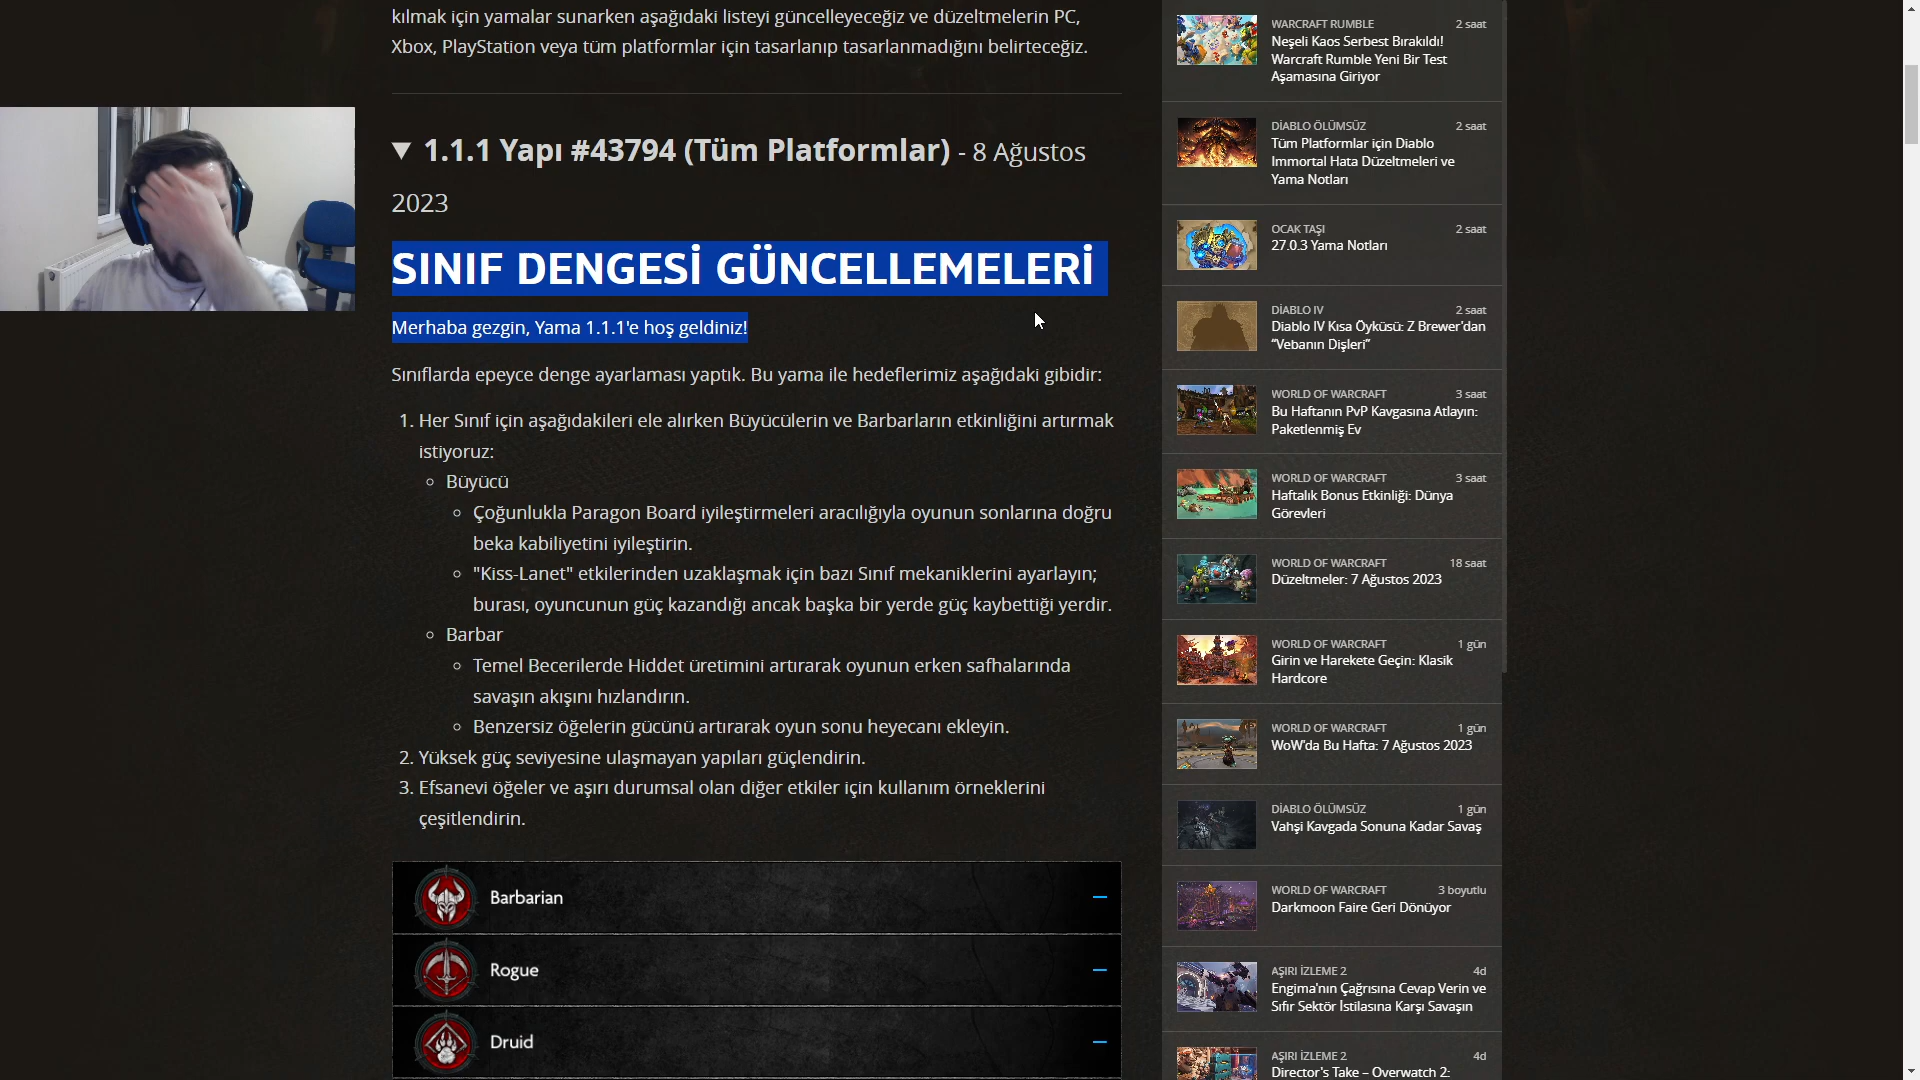 kılmak için yamalar sunarken aşağıdaki listeyi güncelleyeceğiz ve düzeltmelerin PC,
Xbox, PlayStation veya tüm platformlar için tasarlanıp tasarlanmadığını belirteceğiz.
▼ 1.1.1 Yapı #43794 (Tüm Platformlar) - 8 Ağustos
2023
SINIF DENGESİ GÜNCELLEMELERİ
Merhaba gezgin, Yama 1.1.1'e hoş geldiniz!
Sınıflarda epeyce denge ayarlaması yaptık. Bu yama ile hedeflerimiz aşağıdaki gibidir:
1. Her Sınıf için aşağıdakileri ele alırken Büyücülerin ve Barbarların etkinliğini artırmak
istiyoruz:
Büyücü
Çoğunlukla Paragon Board iyileştirmeleri aracılığıyla oyunun sonlarına doğru
beka kabiliyetini iyileştirin.
"Kiss-Lanet" etkilerinden uzaklaşmak için bazı Sınıf mekaniklerini ayarlayın;
burası, oyuncunun güç kazandığı ancak başka bir yerde güç kaybettiği yerdir.
Barbar
Temel Becerilerde Hiddet üretimini artırarak oyunun erken safhalarında
savaşın akışını hızlandırın.
Benzersiz öğelerin gücünü artırarak oyun sonu heyecanı ekleyin.
2. Yüksek güç seviyesine ulaşmayan yapıları güçlendirin.
3. Efsanevi öğeler ve aşırı durumsal olan diğer etkiler için kullanım örneklerini
çeşitlendirin.
Barbarian
Rogue
Druid
WARCRAFT RUMBLE 2 saat
Neşeli Kaos Serbest Bırakıldı!
Warcraft Rumble Yeni Bir Test
Aşamasına Giriyor
DİABLO ÖLÜMSÜZ 2 saat
Tüm Platformlar için Diablo
Immortal Hata Düzeltmeleri ve
Yama Notları
OCAK TAŞI 2 saat
27.0.3 Yama Notları
DİABLO IV 2 saat
Diablo IV Kısa Öyküsü: Z Brewer'dan
“Vebanın Dişleri”
WORLD OF WARCRAFT 3 saat
Bu Haftanın PvP Kavgasına Atlayın:
Paketlenmiş Ev
WORLD OF WARCRAFT 3 saat
Haftalık Bonus Etkinliği: Dünya
Görevleri
WORLD OF WARCRAFT 18 saat
Düzeltmeler: 7 Ağustos 2023
WORLD OF WARCRAFT 1 gün
Girin ve Harekete Geçin: Klasik
Hardcore
WORLD OF WARCRAFT 1 gün
WoW'da Bu Hafta: 7 Ağustos 2023
DİABLO ÖLÜMSÜZ 1 gün
Vahşi Kavgada Sonuna Kadar Savaş
WORLD OF WARCRAFT 3 boyutlu
Darkmoon Faire Geri Dönüyor
AŞIRI İZLEME 2 4d
Engima'nın Çağrısına Cevap Verin ve
Sıfır Sektör İstilasına Karşı Savaşın
AŞIRI İZLEME 2 4d
Director's Take – Overwatch 2: